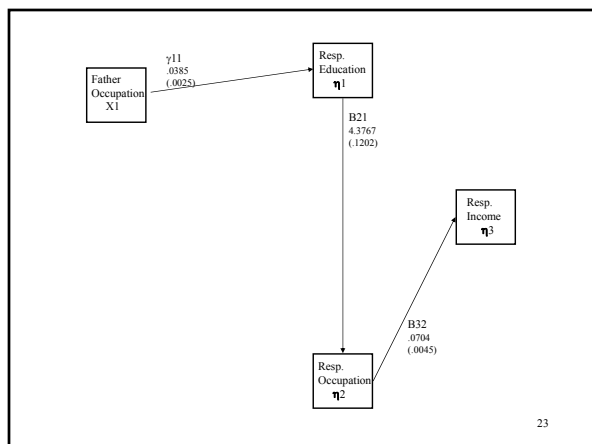 γ11
.0385
(.0025)
Father
Occupation
X1
Resp.
Education
η1
B21
4.3767
(.1202)
Resp.
Income
η3
B32
.0704
(.0045)
Resp.
Occupation
η2
23